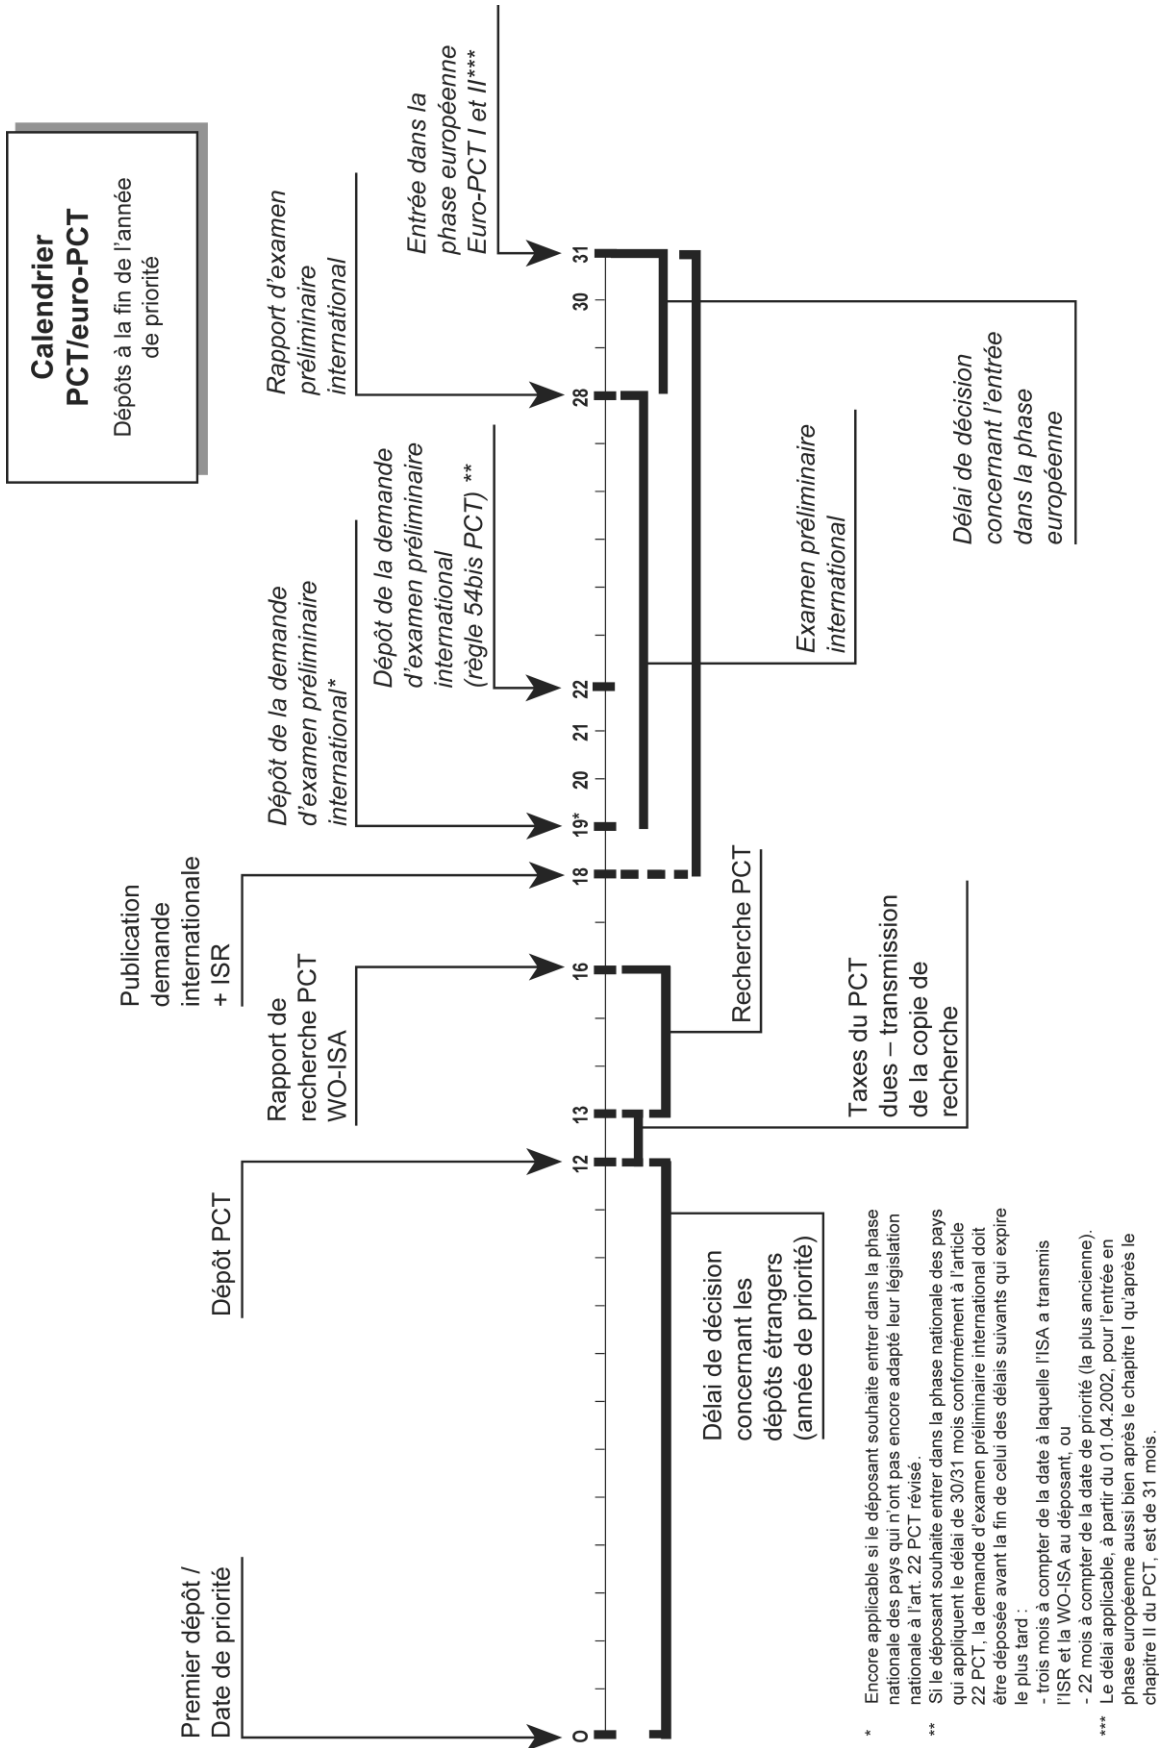 Calendrier
PCT/euro-PCT
Dépôts à la fin de l'année
de priorité
Premier dépôt /
Date de priorité
Dépôt PCT
Rapport de
recherche PCT
WO-ISA
Publication
demande
internationale
+ ISR
Dépôt de la demande
d'examen préliminaire
international*
Dépôt de la demande
d'examen préliminaire
international
(règle 54bis PCT) **
Rapport d'examen
préliminaire
international
Entrée dans la
phase européenne
Euro-PCT I et II***
0
12
13
16
18
19*
20
21
22
28
30
31
Délai de décision
concernant les
dépôts étrangers
(année de priorité)
Taxes du PCT
dues – transmission
de la copie de
recherche
Recherche PCT
Examen préliminaire
international
Délai de décision
concernant l'entrée
dans la phase
européenne
* Encore applicable si le déposant souhaite entrer dans la phase
nationale des pays qui n'ont pas encore adapté leur législation
nationale à l'art. 22 PCT révisé.
** Si le déposant souhaite entrer dans la phase nationale des pays
qui appliquent le délai de 30/31 mois conformément à l'article
22 PCT, la demande d'examen préliminaire international doit
être déposée avant la fin de celui des délais suivants qui expire
le plus tard :
- trois mois à compter de la date à laquelle l'ISA a transmis
l'ISR et la WO-ISA au déposant, ou
- 22 mois à compter de la date de priorité (la plus ancienne).
*** Le délai applicable, à partir du 01.04.2002, pour l'entrée en
phase européenne aussi bien après le chapitre I qu'après le
chapitre II du PCT, est de 31 mois.